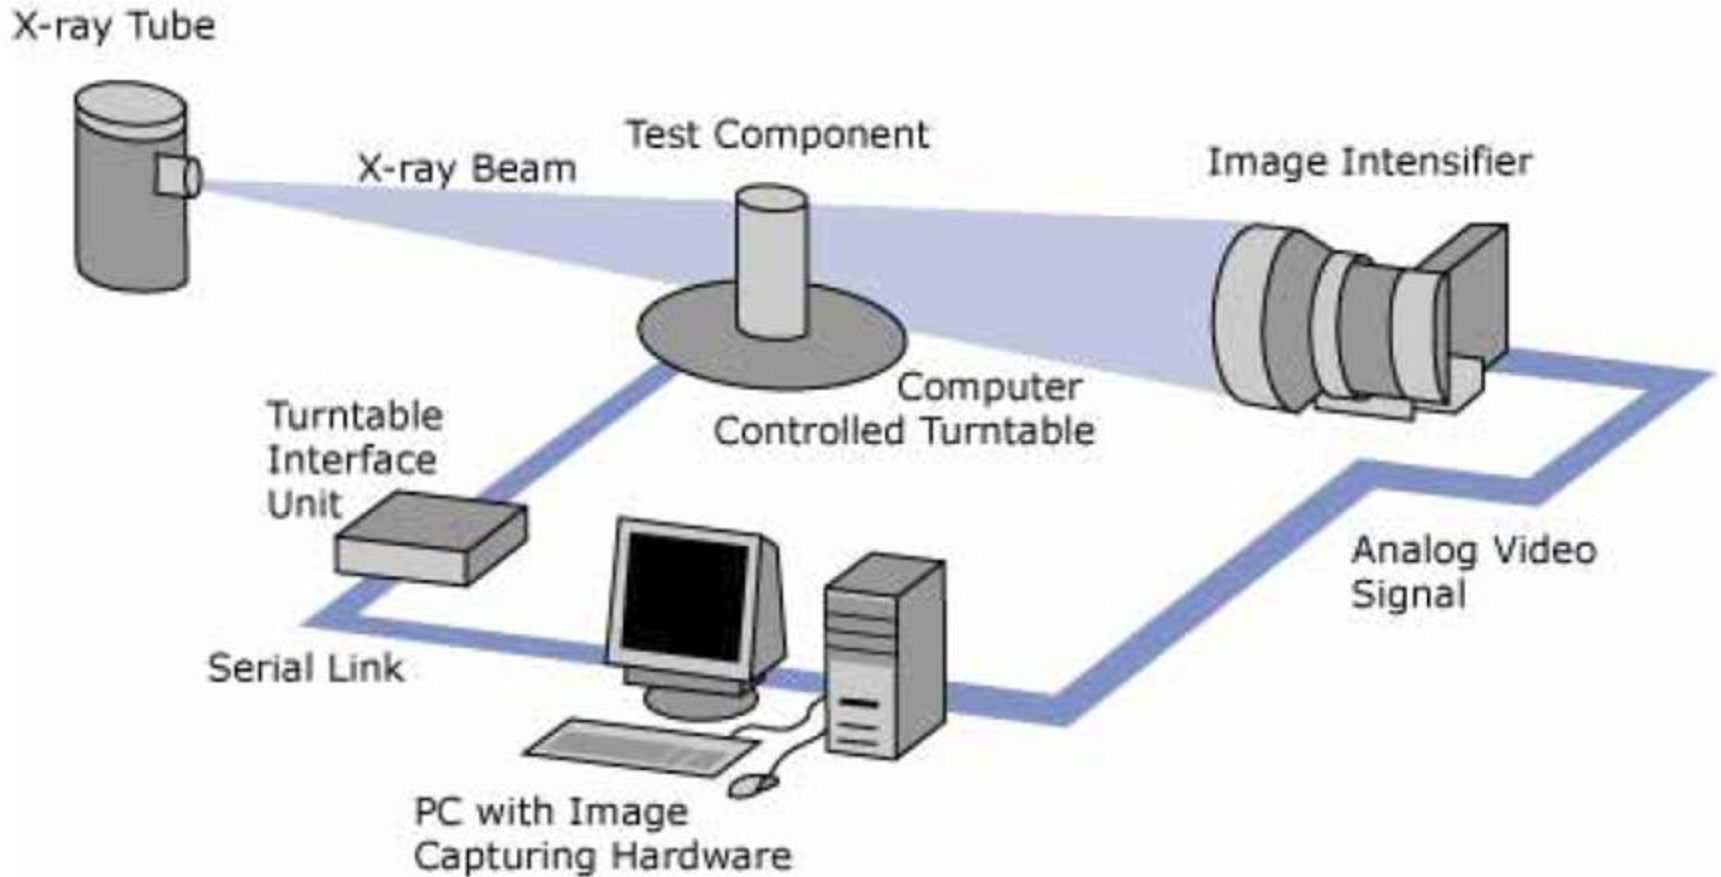 X-ray Tube
X-ray Beam
Test Component
Image Intensifier
Computer
Controlled Turntable
Turntable
Interface
Unit
Analog Video
Signal
Serial Link
PC with Image
Capturing Hardware